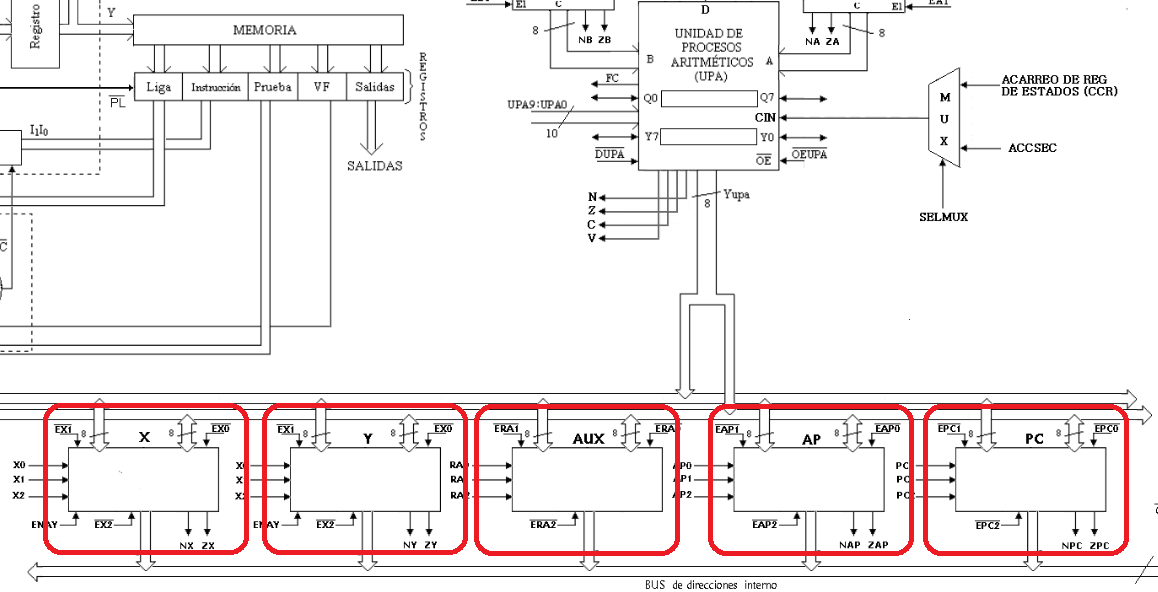 E1
C
8
NB ZB
D
C
E1
EA1
8
NA ZA
Registro
Y
MEMORIA
PL
Liga
Instrucción
Prueba
VF
Salidas
REGISTROS
I1I0
SALIDAS
C
UNIDAD DE
PROCESOS
ARITMÉTICOS
(UPA)
B
A
FC
Q0
Q7
UPA9:UPA0
10
CIN
Y7
Y0
DUPA
OE
OEUPA
N
Z
C
V
8
Yupa
MUX
ACARREO DE REG
DE ESTADOS (CCR)
ACCSEC
SELMUX
EX1
8
X
8
EX0
X0
X1
X2
ENAY
EX2
NX ZX
EX1
8
Y
8
EX0
EX2
NY ZY
ERA1
8
AUX
8
ERA2
EAP1
8
AP
8
EAP0
AP0
AP1
AP2
EAP2
NAP ZAP
EPC1
8
PC
8
EPC0
EPC2
NPC ZPC
BUS de direcciones interno